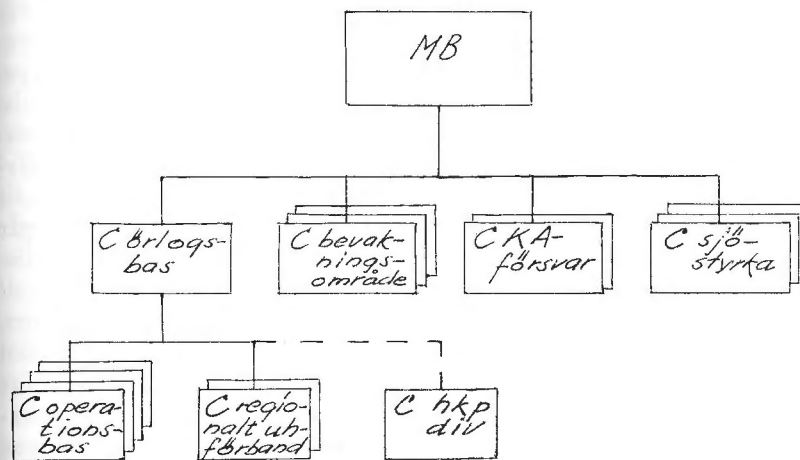 MB
C örlogs-
bas
C bevak-
nings-
område
C KA-
försvar
C sjö-
styrka
C opera-
tions-
bas
C regio-
nalt uh-
förband
C hkp
div